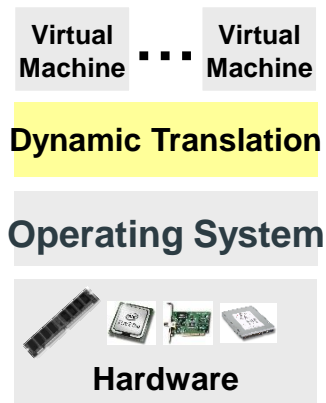 Virtual Machine ... Virtual Machine
Dynamic Translation
Operating System
Hardware